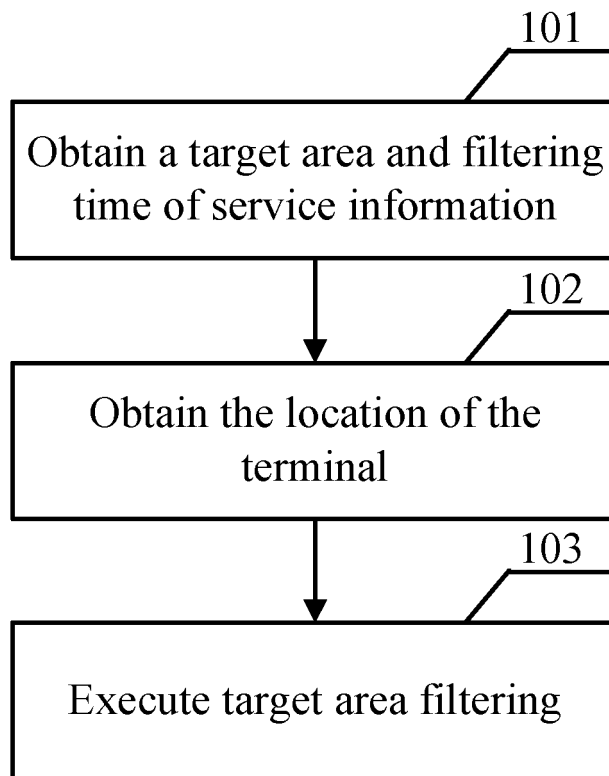 101
Obtain a target area and filtering
time of service information
102
Obtain the location of the
terminal
103
Execute target area filtering